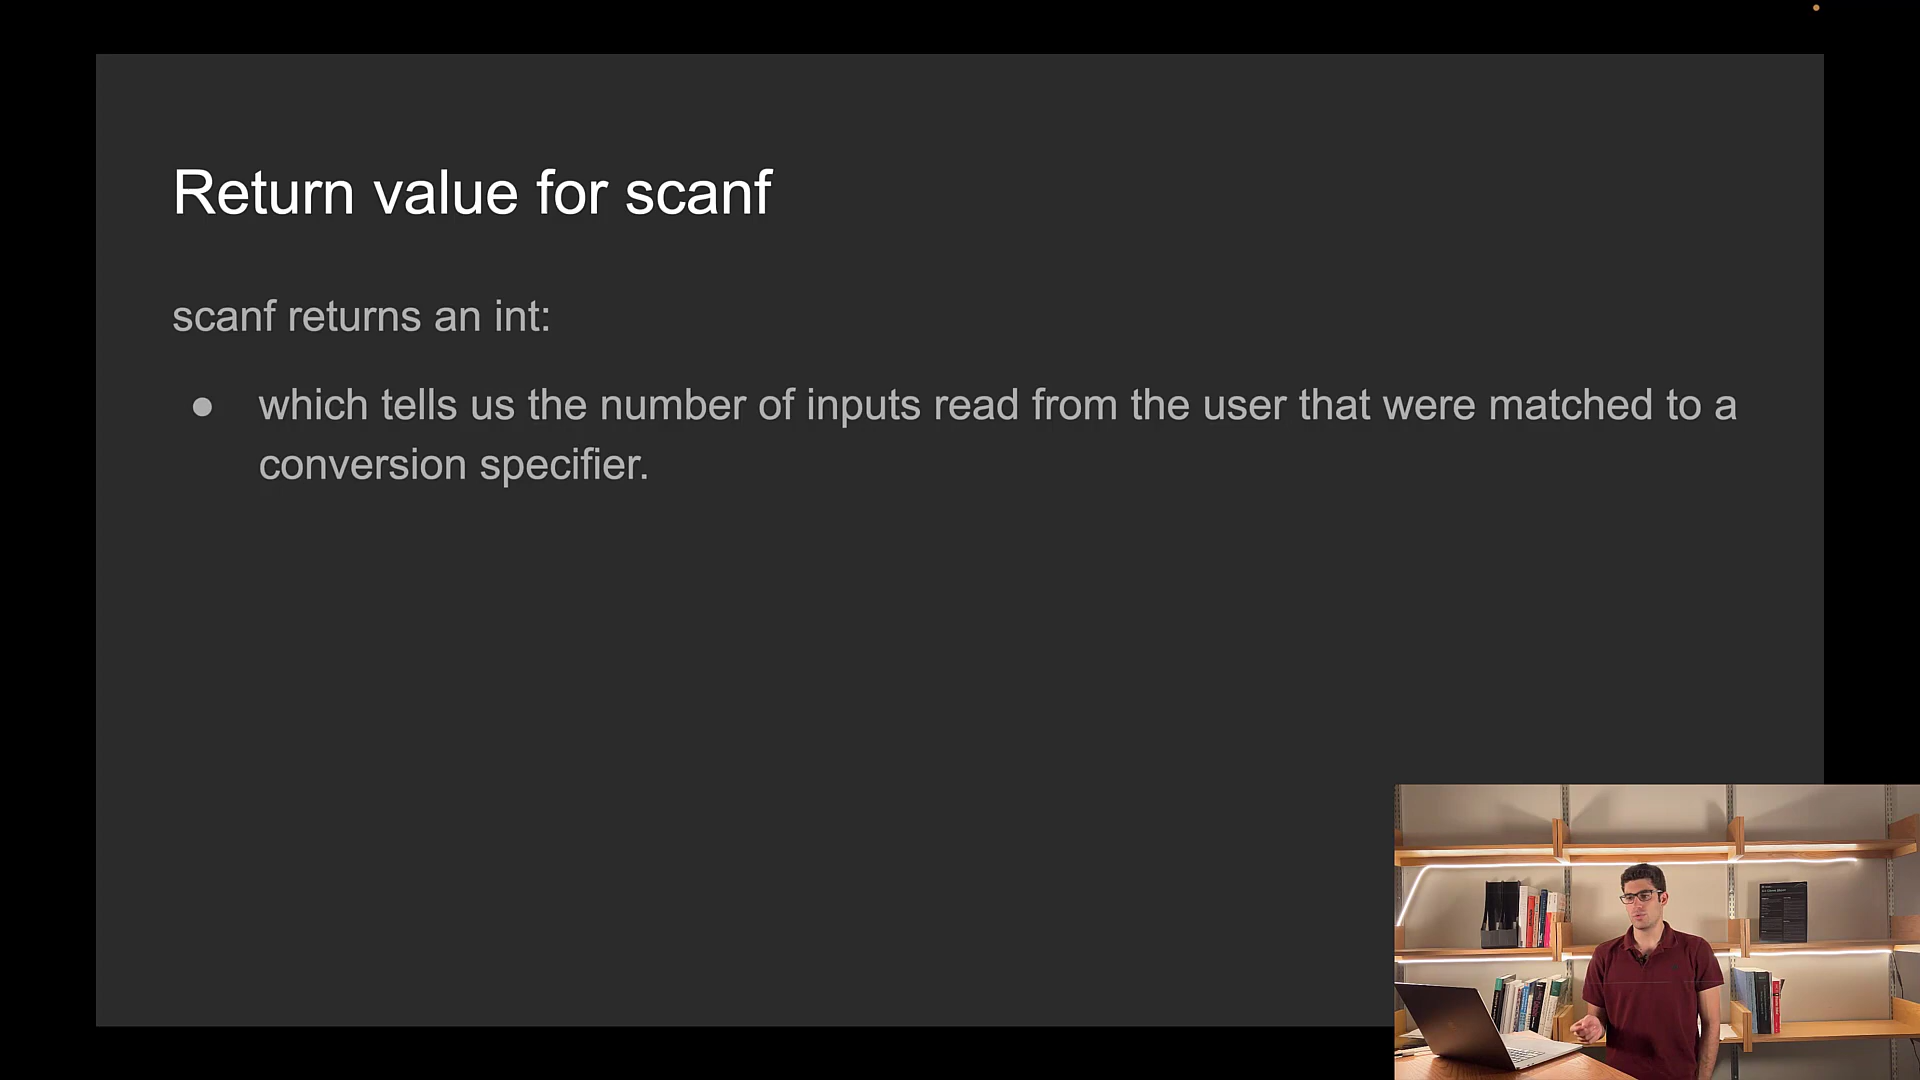 Return value for scanf
scanf returns an int:
● which tells us the number of inputs read from the user that were matched to a
conversion specifier.